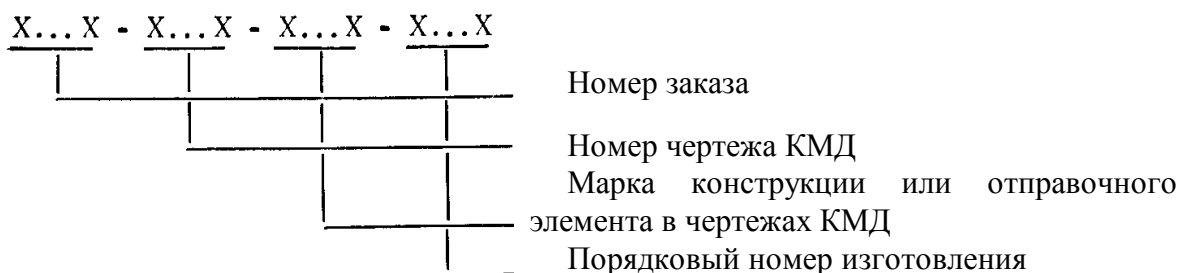 X...X - X...X - X...X - X...X
Номер заказа
Номер чертежа КМД
Марка конструкции или отправочного
элемента в чертежах КМД
Порядковый номер изготовления